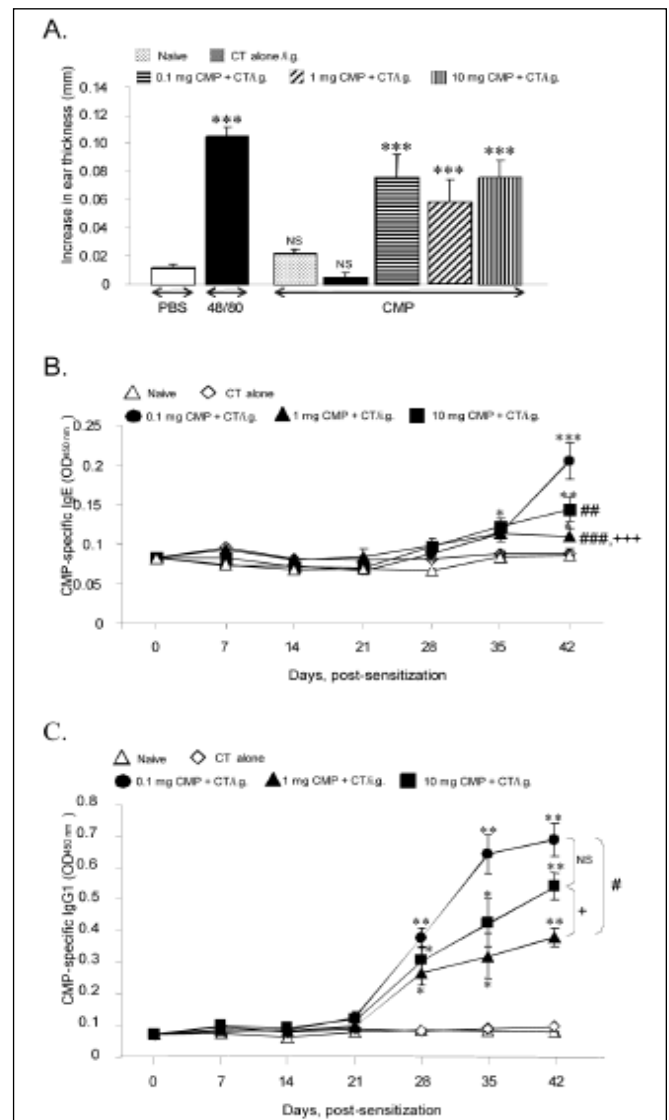 A.
Naive CT alone/i.g.
0.1 mg CMP + CT/i.g. 1 mg CMP + CT/i.g. 10 mg CMP + CT/i.g.
Increase in ear thickness (mm)
0.14
0.12
0.10
0.08
0.06
0.04
0.02
0
***
NS
NS
***
***
***
PBS 48/80 CMP
B.
Naive CT alone
0.1 mg CMP + CT/i.g. 1 mg CMP + CT/i.g. 10 mg CMP + CT/i.g.
CMP-specific IgE (OD450 nm)
0.25
0.2
0.15
0.1
0.05
0
*
***
**
##
*
###,+++
0 7 14 21 28 35 42
Days, post-sensitization
C.
Naive CT alone
0.1 mg CMP + CT/i.g. 1 mg CMP + CT/i.g. 10 mg CMP + CT/i.g.
CMP-specific IgG1 (OD450 nm)
0.8
0.7
0.6
0.5
0.4
0.3
0.2
0.1
0
**
*
*
**
*
*
**
**
**
NS
+
#
0 7 14 21 28 35 42
Days, post-sensitization